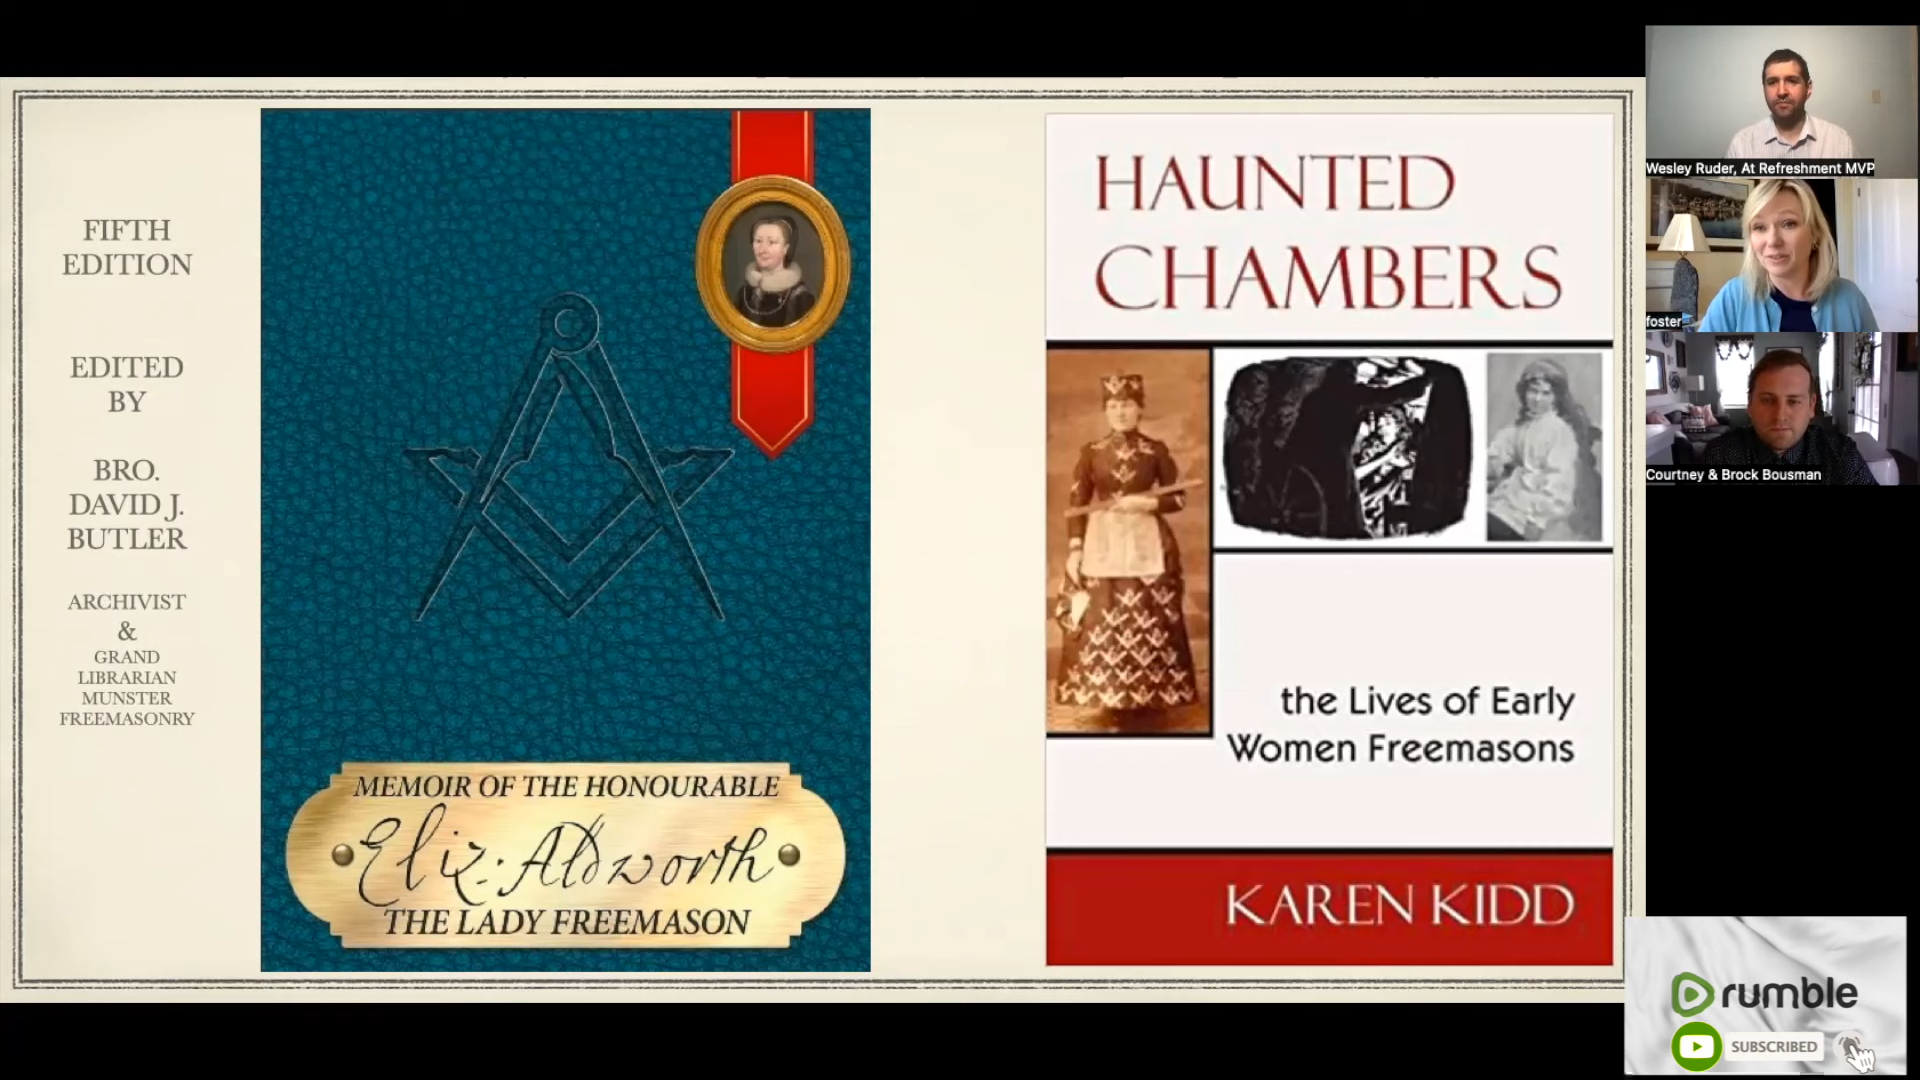 FIFTH
EDITION
EDITED
BY
BRO.
DAVID J.
BUTLER
ARCHIVIST
&
GRAND
LIBRARIAN
MUNSTER
FREEMASONRY
MEMOIR OF THE HONOURABLE
Eliz: Aldworth
THE LADY FREEMASON
HAUNTED
CHAMBERS
the Lives of Early
Women Freemasons
KAREN KIDD
Wesley Ruder, At Refreshment MVP
foster
Courtney & Brock Bousman
rumble
SUBSCRIBED